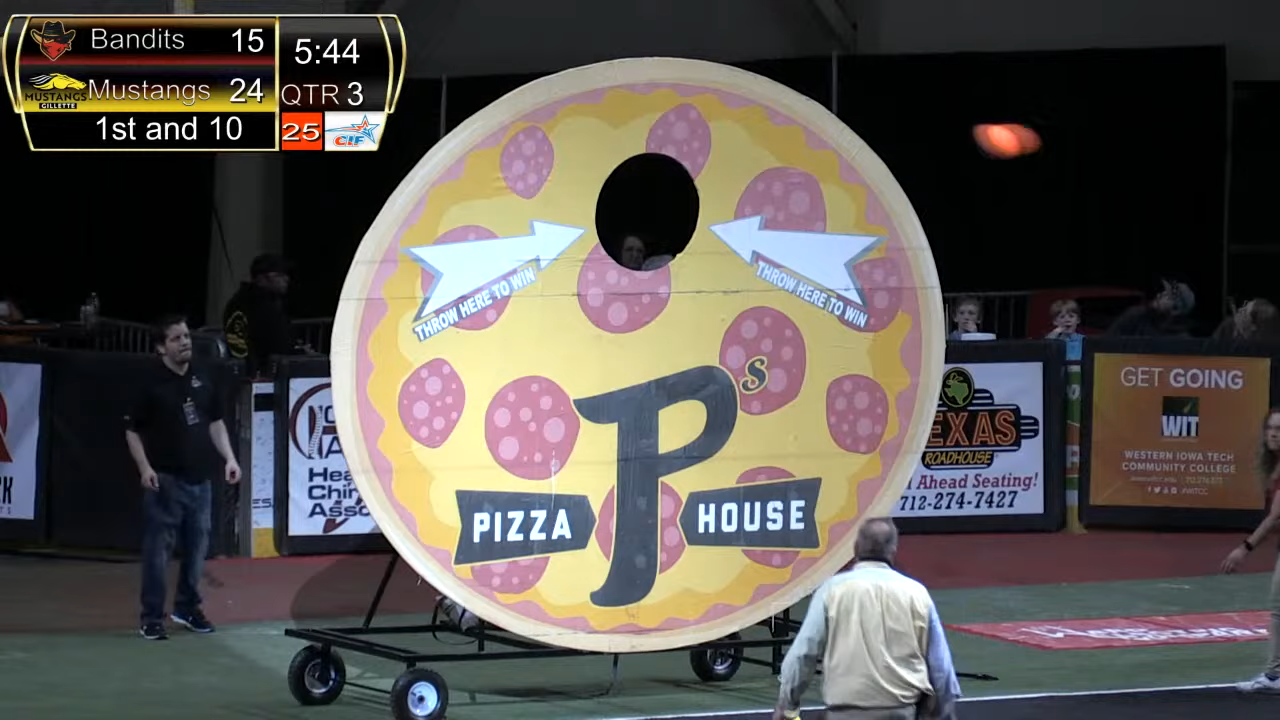 Bandits 15
5:44
MUSTANGS
GILLETTE
Mustangs 24
QTR 3
1st and 10
25
CIF
THROW HERE TO WIN
THROW HERE TO WIN
P's
PIZZA
HOUSE
EXAS
ROADHOUSE
Ahead Seating!
712-274-7427
GET GOING
WIT
WESTERN IOWA TECH
COMMUNITY COLLEGE